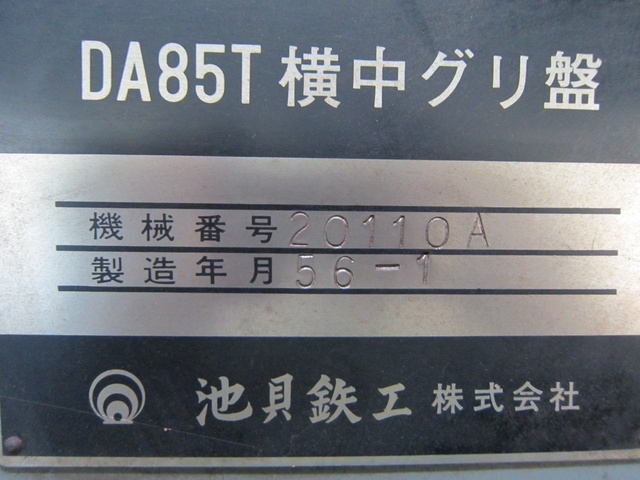 DA85T 横中グリ盤
機械番号 20110A
製造年月 56-1
池貝鉄工 株式会社